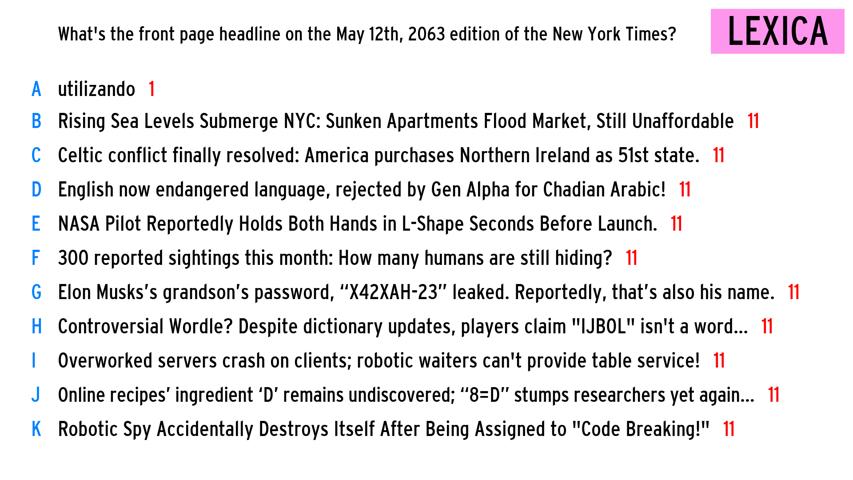 What's the front page headline on the May 12th, 2063 edition of the New York Times?
LEXICA
A utilizando 1
B Rising Sea Levels Submerge NYC: Sunken Apartments Flood Market, Still Unaffordable 11
C Celtic conflict finally resolved: America purchases Northern Ireland as 51st state. 11
D English now endangered language, rejected by Gen Alpha for Chadian Arabic! 11
E NASA Pilot Reportedly Holds Both Hands in L-Shape Seconds Before Launch. 11
F 300 reported sightings this month: How many humans are still hiding? 11
G Elon Musks’s grandson’s password, “X42XAH-23” leaked. Reportedly, that’s also his name. 11
H Controversial Wordle? Despite dictionary updates, players claim "IJBOL" isn't a word... 11
I Overworked servers crash on clients; robotic waiters can't provide table service! 11
J Online recipes’ ingredient ‘D’ remains undiscovered; “8=D” stumps researchers yet again... 11
K Robotic Spy Accidentally Destroys Itself After Being Assigned to "Code Breaking!" 11